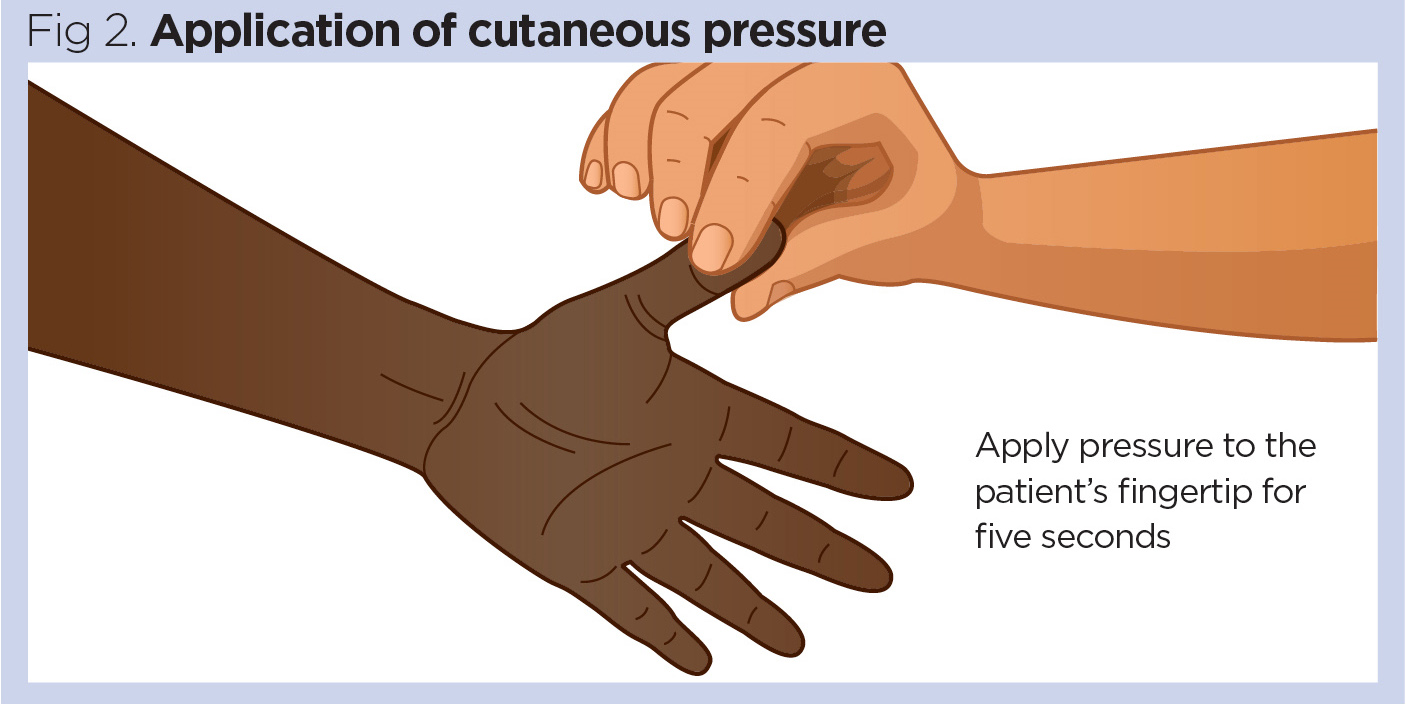 Fig 2. Application of cutaneous pressure
Apply pressure to the
patient’s fingertip for
five seconds